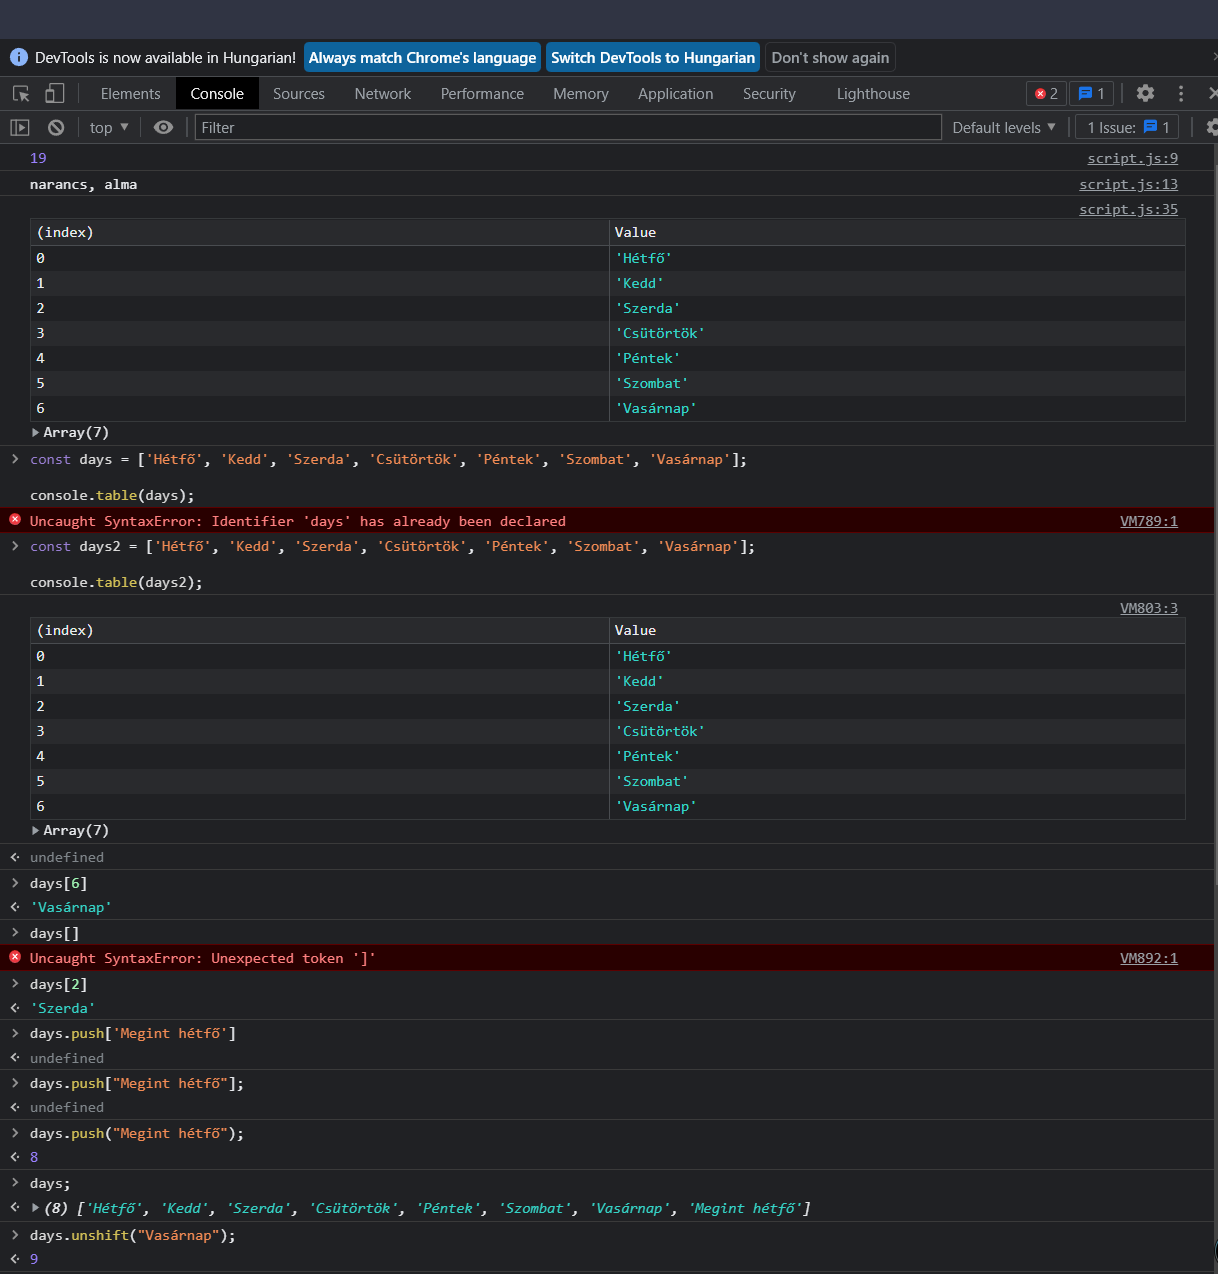 DevTools is now available in Hungarian! Always match Chrome's language Switch DevTools to Hungarian Don't show again
Elements Console Sources Network Performance Memory Application Security Lighthouse 2 1
top Filter Default levels 1 Issue: 1
19 script.js:9
narancs, alma script.js:13
script.js:35
(index) Value
0 'Hétfő'
1 'Kedd'
2 'Szerda'
3 'Csütörtök'
4 'Péntek'
5 'Szombat'
6 'Vasárnap'
Array(7)
const days = ['Hétfő', 'Kedd', 'Szerda', 'Csütörtök', 'Péntek', 'Szombat', 'Vasárnap'];
console.table(days);
Uncaught SyntaxError: Identifier 'days' has already been declared VM789:1
const days2 = ['Hétfő', 'Kedd', 'Szerda', 'Csütörtök', 'Péntek', 'Szombat', 'Vasárnap'];
console.table(days2);
VM803:3
(index) Value
0 'Hétfő'
1 'Kedd'
2 'Szerda'
3 'Csütörtök'
4 'Péntek'
5 'Szombat'
6 'Vasárnap'
Array(7)
undefined
days[6]
'Vasárnap'
days[]
Uncaught SyntaxError: Unexpected token ']' VM892:1
days[2]
'Szerda'
days.push['Megint hétfő']
undefined
days.push["Megint hétfő"];
undefined
days.push("Megint hétfő");
8
days;
(8) ['Hétfő', 'Kedd', 'Szerda', 'Csütörtök', 'Péntek', 'Szombat', 'Vasárnap', 'Megint hétfő']
days.unshift("Vasárnap");
9